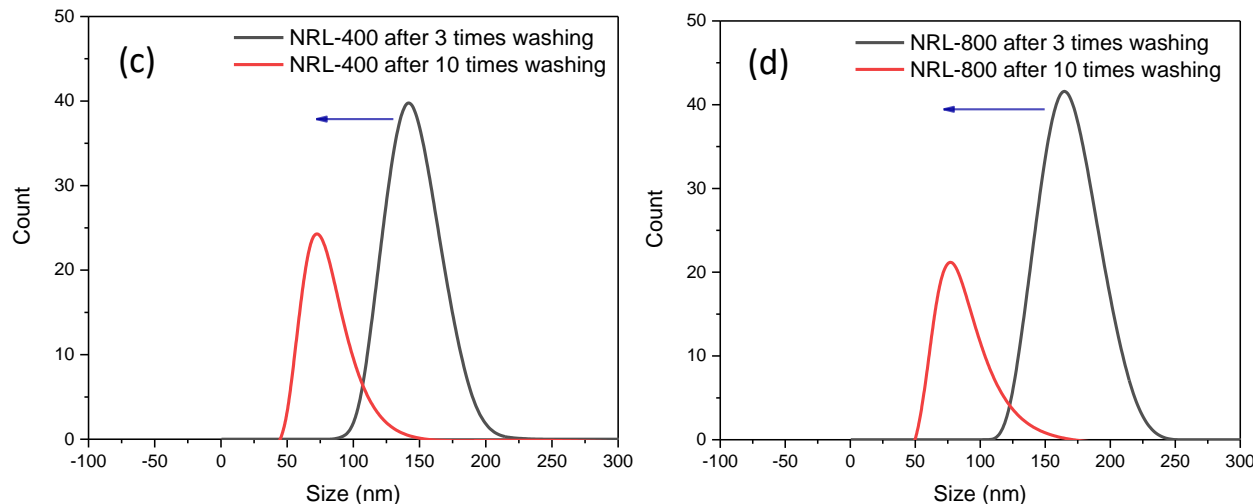 (c)
NRL-400 after 3 times washing
NRL-400 after 10 times washing
50
40
30
20
10
0
Count
-100 -50 0 50 100 150 200 250 300
Size (nm)
(d)
NRL-800 after 3 times washing
NRL-800 after 10 times washing
50
40
30
20
10
0
Count
-100 -50 0 50 100 150 200 250 300
Size (nm)